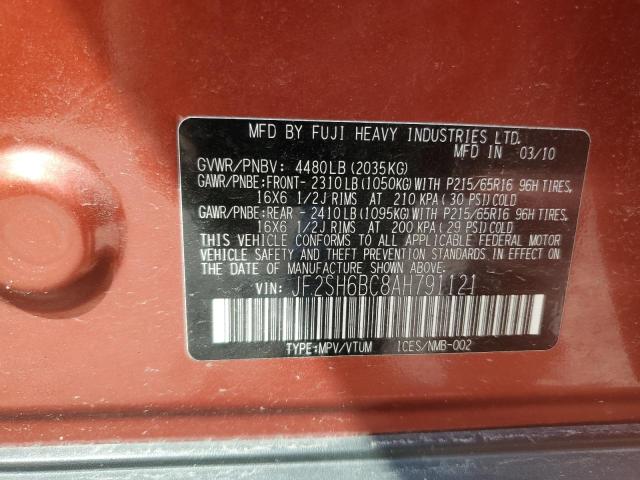 MFD BY FUJI HEAVY INDUSTRIES LTD.
MFD IN 03/10
GVWR/PNBV: 4480LB (2035KG)
GAWR/PNBE:FRONT- 2310LB (1050KG) WITH P215/65R16 96H TIRES,
16X6 1/2J RIMS AT 210 KPA (30 PSI) COLD
GAWR/PNBE:REAR - 2410LB (1095KG) WITH P215/65R16 96H TIRES,
16X6 1/2J RIMS AT 200 KPA (29 PSI) COLD
THIS VEHICLE CONFORMS TO ALL APPLICABLE FEDERAL MOTOR
VEHICLE SAFETY AND THEFT PREVENTION STANDARDS IN EFFECT ON
THE DATE OF MANUFACTURE SHOWN ABOVE.
VIN: JF2SH6BC8AH791121
TYPE:MPV/VTUM ICES/NMB-002